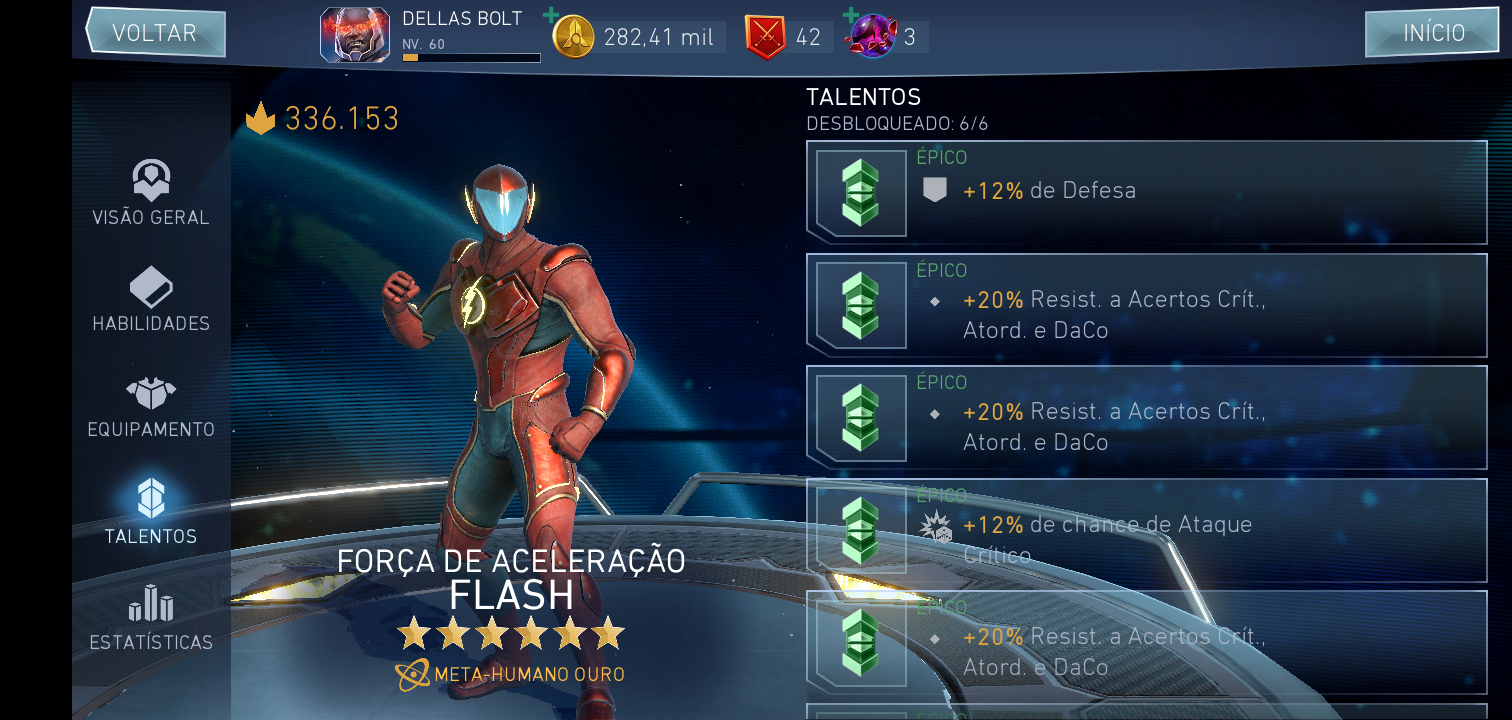 VOLTAR
DELLAS BOLT
NV. 60
282,41 mil
42
3
INÍCIO
336.153
VISÃO GERAL
HABILIDADES
EQUIPAMENTO
TALENTOS
ESTATÍSTICAS
FORÇA DE ACELERAÇÃO
FLASH
META-HUMANO OURO
TALENTOS
DESBLOQUEADO: 6/6
ÉPICO
+12% de Defesa
ÉPICO
+20% Resist. a Acertos Crít.,
Atord. e DaCo
ÉPICO
+20% Resist. a Acertos Crít.,
Atord. e DaCo
ÉPICO
+12% de chance de Ataque
Crítico
ÉPICO
+20% Resist. a Acertos Crít.,
Atord. e DaCo